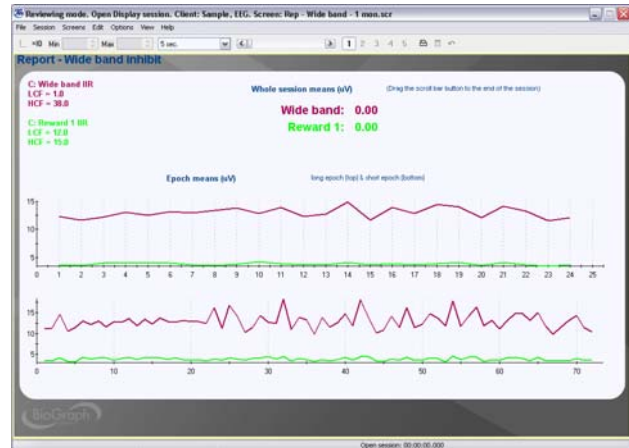 Reviewing mode. Open Display session. Client: Sample, EEG. Screen: Rep - Wide band - 1 mon.scr
File Session Screens Edit Options View Help
Min Max 5 sec. 1 2 3 4 5
Report - Wide band inhibit
C: Wide band IIR
LCF = 1.0
HCF = 38.0
C: Reward 1 IIR
LCF = 12.0
HCF = 15.0
Whole session means (uV) (Drag the scroll bar button to the end of the session)
Wide band: 0.00
Reward 1: 0.00
Epoch means (uV) long epoch (top) & short epoch (bottom)
15
10
5
0 1 2 3 4 5 6 7 8 9 10 11 12 13 14 15 16 17 18 19 20 21 22 23 24 25
15
10
5
0 10 20 30 40 50 60 70
BioGraph
Open session: 00:00:00.000